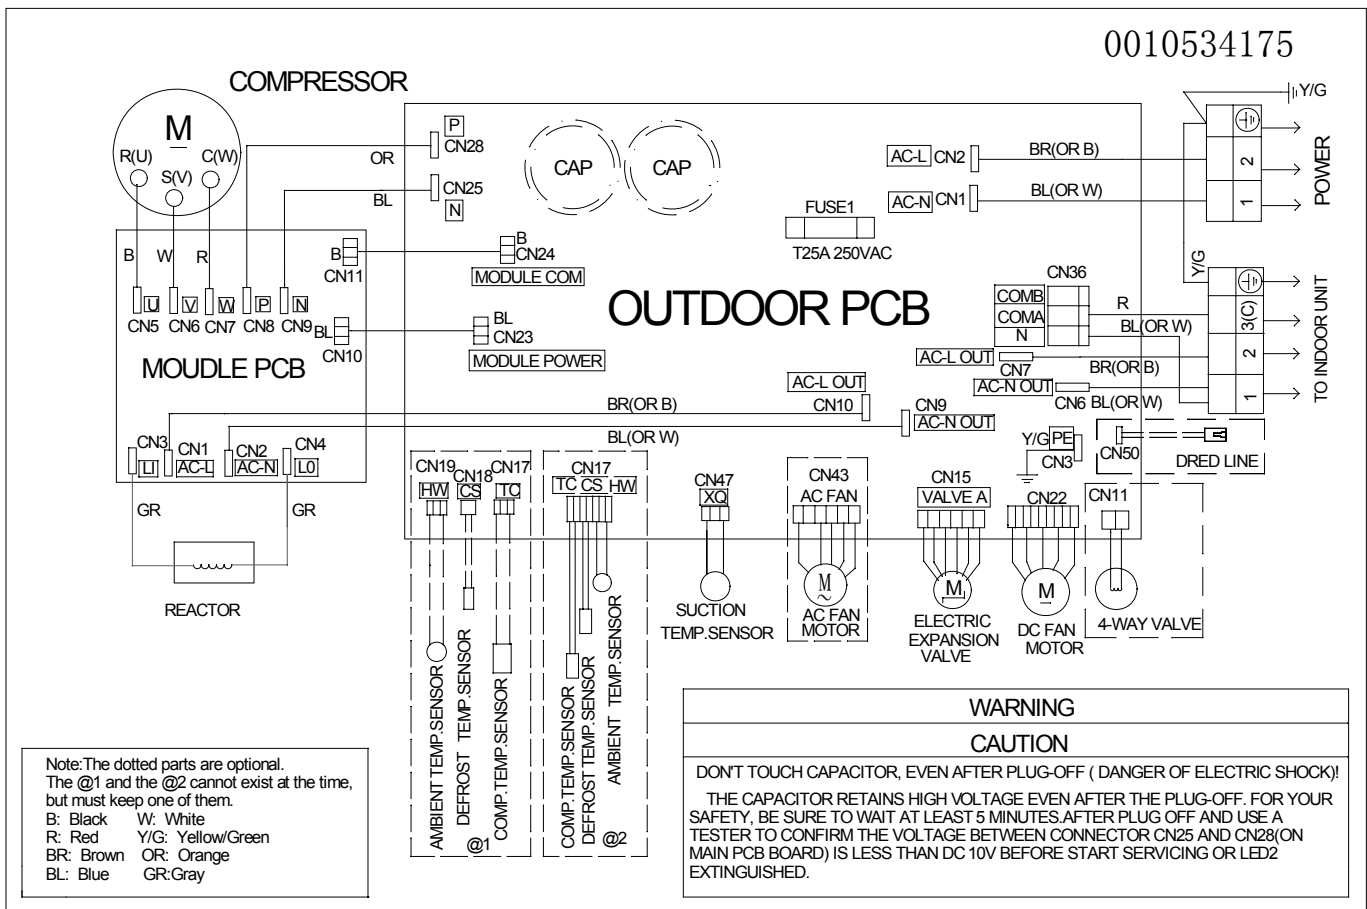 0010534175
COMPRESSOR
M
R(U)
C(W)
S(V)
B
W
R
OR
BL
P
CN28
CN25
N
CAP
CAP
FUSE1
T25A 250VAC
AC-L CN2
BR(OR B)
AC-N CN1
BL(OR W)
Y/G
2
1
POWER
Y/G
B
CN11
B
CN24
MODULE COM
U
V
W
P
N
CN5
CN6
CN7
CN8
CN9
BL
CN10
BL
CN23
MODULE POWER
MOUDLE PCB
OUTDOOR PCB
CN36
COMB
COMA
N
R
BL(OR W)
3(C)
2
1
TO INDOOR UNIT
AC-L OUT
CN7
BR(OR B)
AC-N OUT
CN6
BL(OR W)
AC-L OUT
CN10
CN9
AC-N OUT
BR(OR B)
BL(OR W)
CN3
LI
CN1
AC-L
CN2
AC-N
CN4
L0
GR
GR
REACTOR
Y/G
PE
CN3
CN50
DRED LINE
CN19
HW
CN18
CS
CN17
TC
AMBIENT TEMP.SENSOR
DEFROST TEMP.SENSOR
COMP.TEMP.SENSOR
@1
CN17
TC CS HW
COMP.TEMP.SENSOR
DEFROST TEMP.SENSOR
AMBIENT TEMP.SENSOR
@2
CN47
XQ
SUCTION
TEMP.SENSOR
CN43
AC FAN
M
~
AC FAN
MOTOR
CN15
VALVE A
M
ELECTRIC
EXPANSION
VALVE
CN22
M
DC FAN
MOTOR
CN11
4-WAY VALVE
Note:The dotted parts are optional.
The @1 and the @2 cannot exist at the time,
but must keep one of them.
B: Black W: White
R: Red Y/G: Yellow/Green
BR: Brown OR: Orange
BL: Blue GR:Gray
WARNING
CAUTION
DON'T TOUCH CAPACITOR, EVEN AFTER PLUG-OFF ( DANGER OF ELECTRIC SHOCK)!
THE CAPACITOR RETAINS HIGH VOLTAGE EVEN AFTER THE PLUG-OFF. FOR YOUR
SAFETY, BE SURE TO WAIT AT LEAST 5 MINUTES.AFTER PLUG OFF AND USE A
TESTER TO CONFIRM THE VOLTAGE BETWEEN CONNECTOR CN25 AND CN28(ON
MAIN PCB BOARD) IS LESS THAN DC 10V BEFORE START SERVICING OR LED2
EXTINGUISHED.